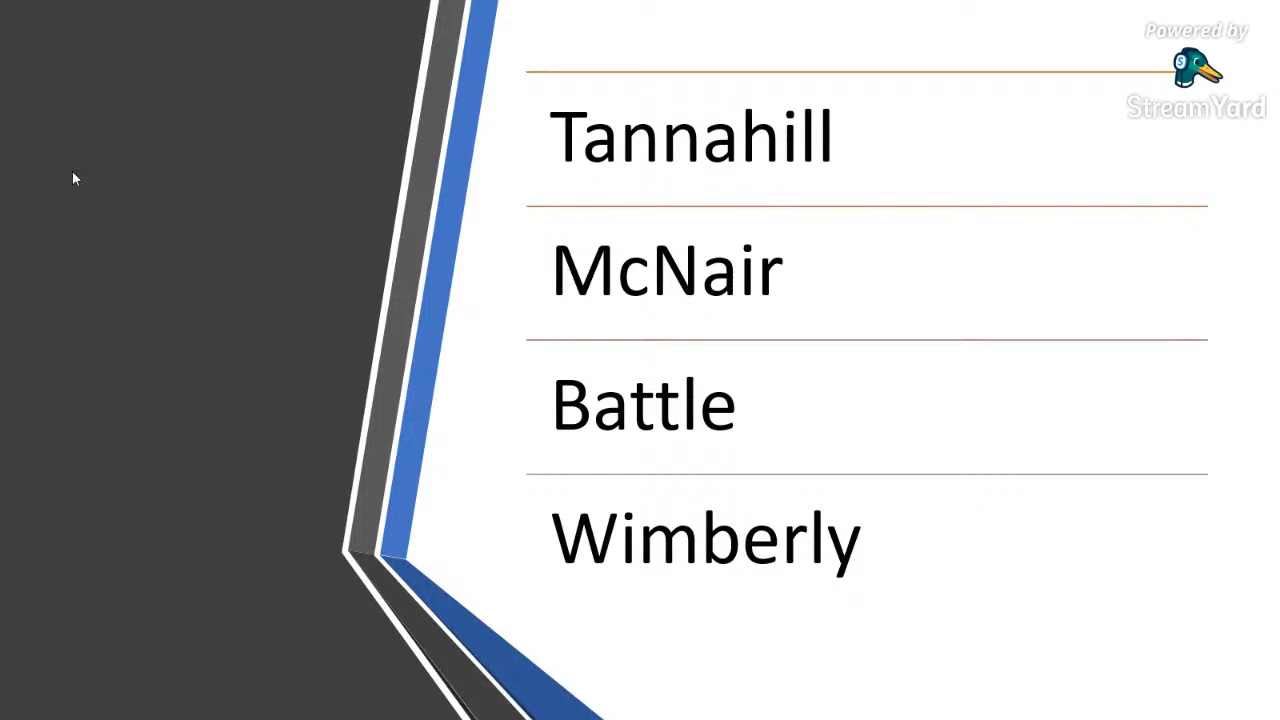 Powered by
StreamYard
Tannahill
McNair
Battle
Wimberly